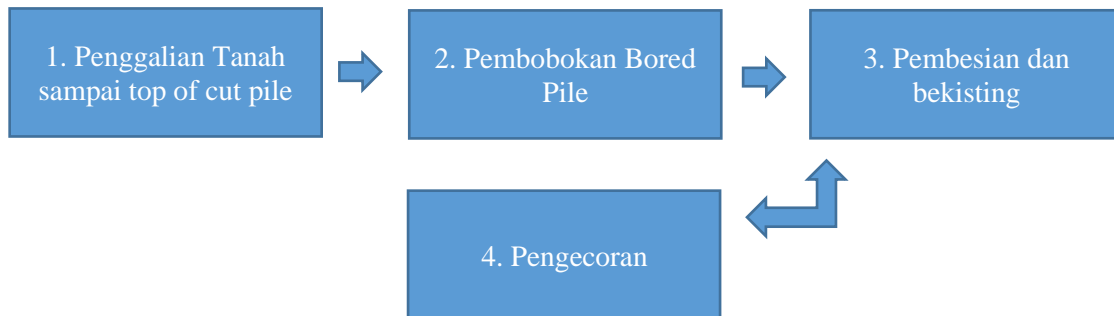 1. Penggalian Tanah
sampai top of cut pile
2. Pembobokan Bored
Pile
3. Pembesian dan
bekisting
4. Pengecoran